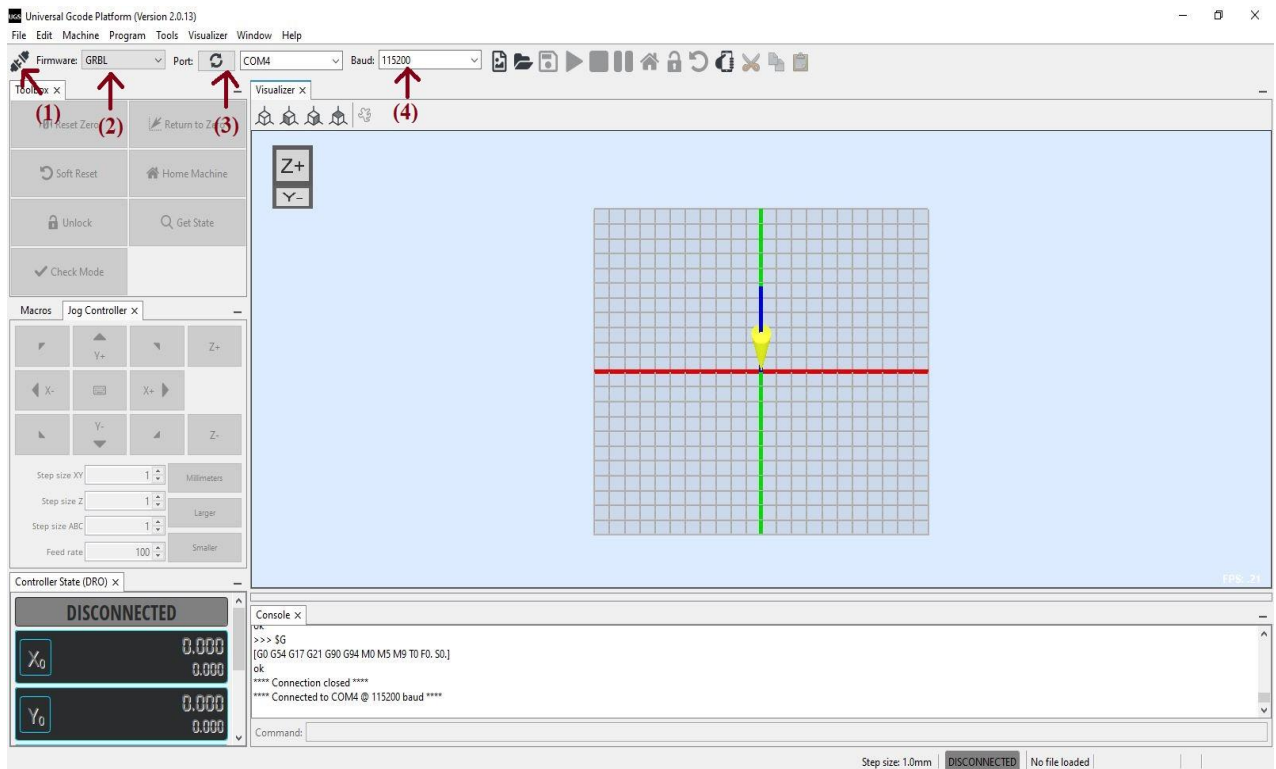 UGS Universal Gcode Platform (Version 2.0.13)
File Edit Machine Program Tools Visualizer Window Help
Firmware: GRBL Port: COM4 Baud: 115200
Toolbox × Visualizer ×
(1) (2) (3) (4)
Reset Zero Return to Zero
Soft Reset Home Machine
Unlock Get State
Check Mode
Z+
Y-
Macros Jog Controller ×
Y+ Z+
X- X+
Y- Z-
Step size XY 1 Millimeters
Step size Z 1 Larger
Step size ABC 1
Feed rate 100 Smaller
FPS: 71
Controller State (DRO) ×
DISCONNECTED
X0 0.000
0.000
Y0 0.000
0.000
Console ×
ok
>>> $G
[G0 G54 G17 G21 G90 G94 M0 M5 M9 T0 F0. S0.]
ok
**** Connection closed ****
**** Connected to COM4 @ 115200 baud ****
Command:
Step size: 1.0mm DISCONNECTED No file loaded